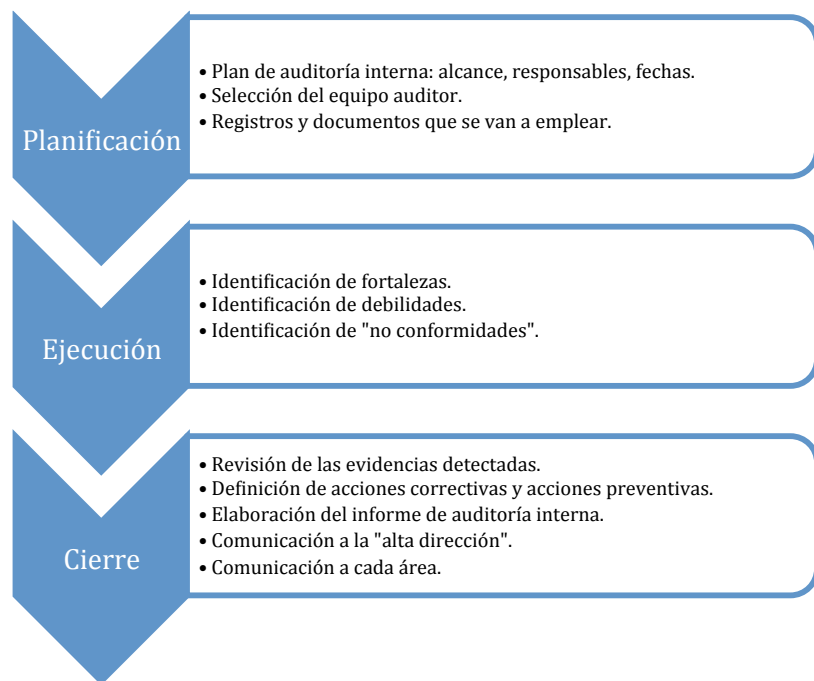 Planificación
• Plan de auditoría interna: alcance, responsables, fechas.
• Selección del equipo auditor.
• Registros y documentos que se van a emplear.
Ejecución
• Identificación de fortalezas.
• Identificación de debilidades.
• Identificación de "no conformidades".
Cierre
• Revisión de las evidencias detectadas.
• Definición de acciones correctivas y acciones preventivas.
• Elaboración del informe de auditoría interna.
• Comunicación a la "alta dirección".
• Comunicación a cada área.